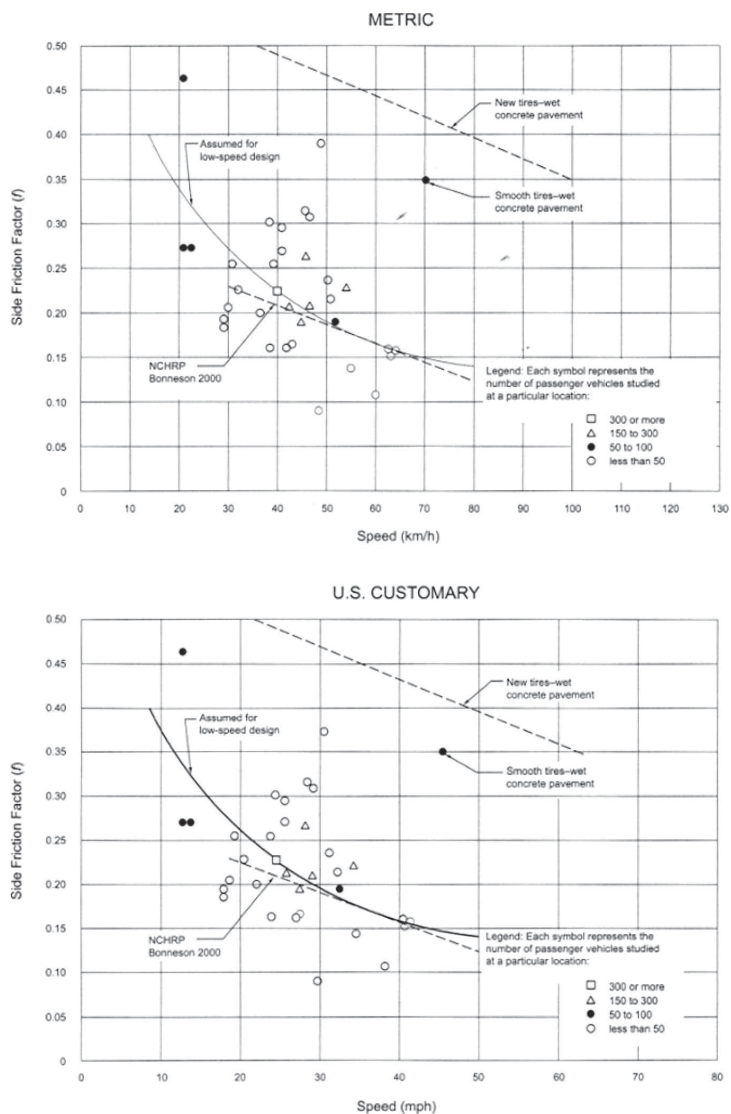 METRIC
0.50
0.45
0.40
0.35
0.30
0.25
0.20
0.15
0.10
0.05
0
Side Friction Factor (f)
New tires–wet
concrete pavement
Assumed for
low-speed design
Smooth tires–wet
concrete pavement
NCHRP
Bonneson 2000
Legend: Each symbol represents the
number of passenger vehicles studied
at a particular location:
300 or more
150 to 300
50 to 100
less than 50
0 10 20 30 40 50 60 70 80 90 100 110 120 130
Speed (km/h)
U.S. CUSTOMARY
0.50
0.45
0.40
0.35
0.30
0.25
0.20
0.15
0.10
0.05
0
Side Friction Factor (f)
New tires–wet
concrete pavement
Assumed for
low-speed design
Smooth tires–wet
concrete pavement
NCHRP
Bonneson 2000
Legend: Each symbol represents the
number of passenger vehicles studied
at a particular location:
300 or more
150 to 300
50 to 100
less than 50
0 10 20 30 40 50 60 70 80
Speed (mph)